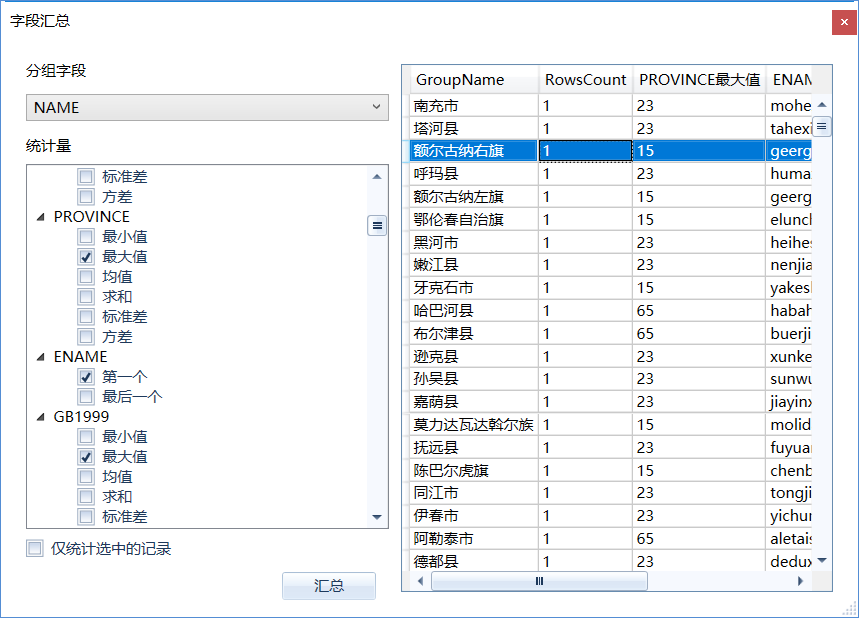 字段汇总
分组字段
NAME
统计量
标准差
方差
PROVINCE
最小值
最大值
均值
求和
标准差
方差
ENAME
第一个
最后一个
GB1999
最小值
最大值
均值
求和
标准差
仅统计选中的记录
汇总
GroupName RowsCount PROVINCE最大值 ENAM
南充市 1 23 mohe
塔河县 1 23 tahexi
额尔古纳右旗 1 15 geerg
呼玛县 1 23 huma
额尔古纳左旗 1 15 geerg
鄂伦春自治旗 1 15 elunch
黑河市 1 23 heihes
嫩江县 1 23 nenjia
牙克石市 1 15 yakesh
哈巴河县 1 65 habah
布尔津县 1 65 buerji
逊克县 1 23 xunke
孙吴县 1 23 sunwu
嘉荫县 1 23 jiayinx
莫力达瓦达斡尔族 1 15 molid
抚远县 1 23 fuyuan
陈巴尔虎旗 1 15 chenb
同江市 1 23 tongji
伊春市 1 23 yichur
阿勒泰市 1 65 aletais
德都县 1 23 dedux